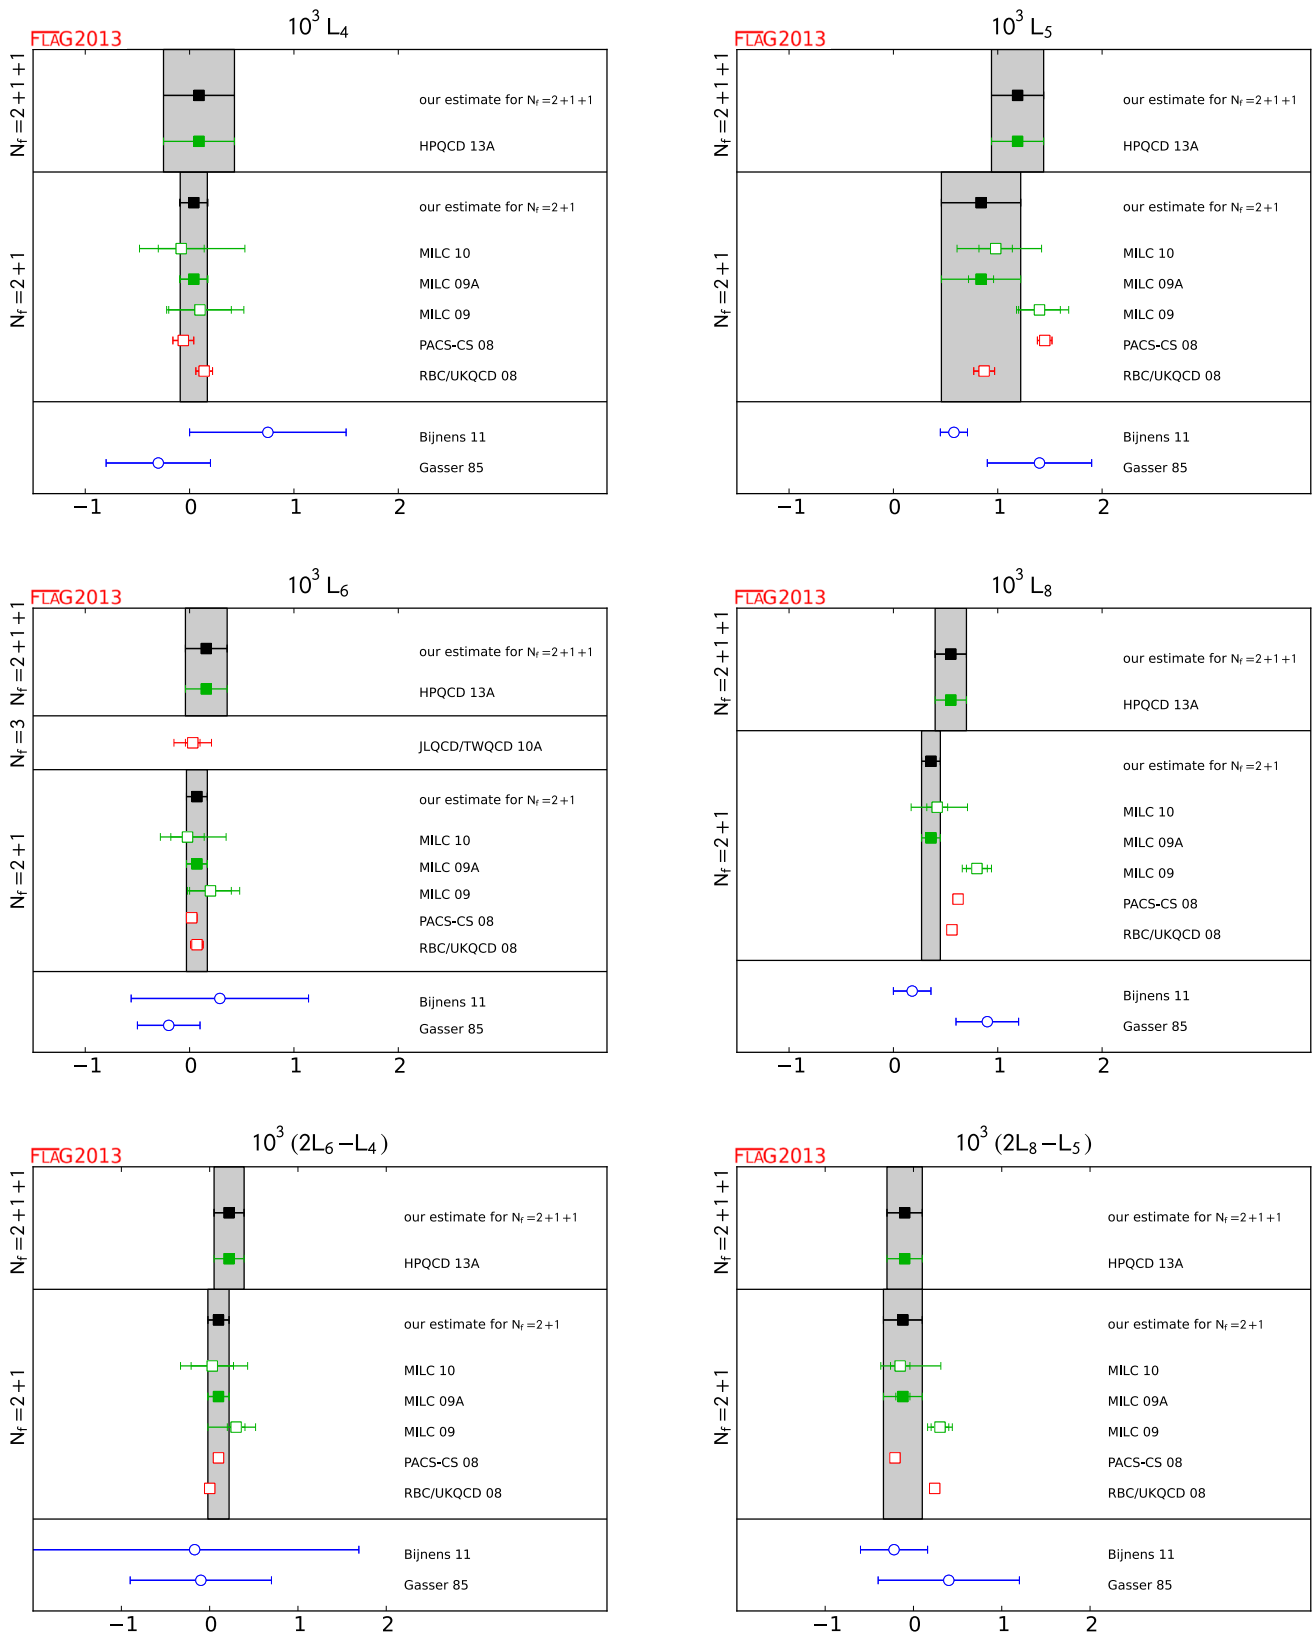 10³ L₄
FLAG2013
N_f=2+1+1
our estimate for N_f=2+1+1
HPQCD 13A
N_f=2+1
our estimate for N_f=2+1
MILC 10
MILC 09A
MILC 09
PACS-CS 08
RBC/UKQCD 08
Bijnens 11
Gasser 85
−1 0 1 2
10³ L₅
FLAG2013
N_f=2+1+1
our estimate for N_f=2+1+1
HPQCD 13A
N_f=2+1
our estimate for N_f=2+1
MILC 10
MILC 09A
MILC 09
PACS-CS 08
RBC/UKQCD 08
Bijnens 11
Gasser 85
−1 0 1 2
10³ L₆
FLAG2013
N_f=2+1+1
our estimate for N_f=2+1+1
HPQCD 13A
N_f=3
JLQCD/TWQCD 10A
N_f=2+1
our estimate for N_f=2+1
MILC 10
MILC 09A
MILC 09
PACS-CS 08
RBC/UKQCD 08
Bijnens 11
Gasser 85
−1 0 1 2
10³ L₈
FLAG2013
N_f=2+1+1
our estimate for N_f=2+1+1
HPQCD 13A
N_f=2+1
our estimate for N_f=2+1
MILC 10
MILC 09A
MILC 09
PACS-CS 08
RBC/UKQCD 08
Bijnens 11
Gasser 85
−1 0 1 2
10³ (2L₆−L₄)
FLAG2013
N_f=2+1+1
our estimate for N_f=2+1+1
HPQCD 13A
N_f=2+1
our estimate for N_f=2+1
MILC 10
MILC 09A
MILC 09
PACS-CS 08
RBC/UKQCD 08
Bijnens 11
Gasser 85
−1 0 1 2
10³ (2L₈−L₅)
FLAG2013
N_f=2+1+1
our estimate for N_f=2+1+1
HPQCD 13A
N_f=2+1
our estimate for N_f=2+1
MILC 10
MILC 09A
MILC 09
PACS-CS 08
RBC/UKQCD 08
Bijnens 11
Gasser 85
−1 0 1 2